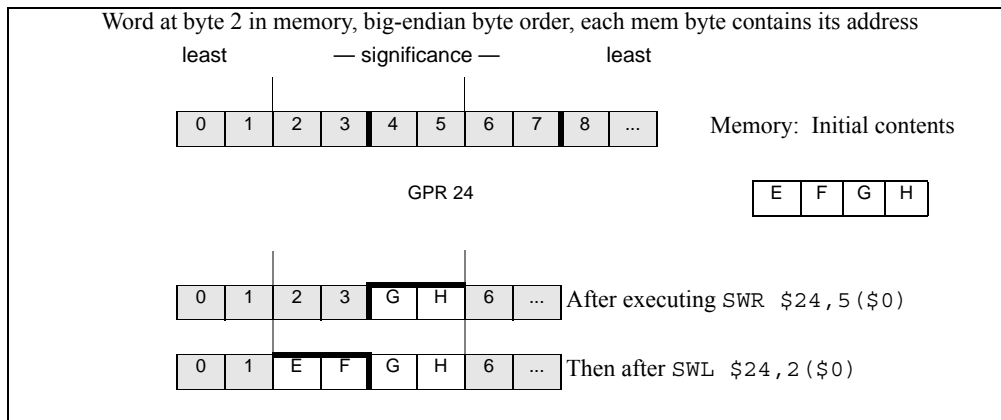 Word at byte 2 in memory, big-endian byte order, each mem byte contains its address
least — significance — least
0 1 2 3 4 5 6 7 8 ... Memory: Initial contents
GPR 24 E F G H
0 1 2 3 G H 6 ... After executing SWR $24,5($0)
0 1 E F G H 6 ... Then after SWL $24,2($0)